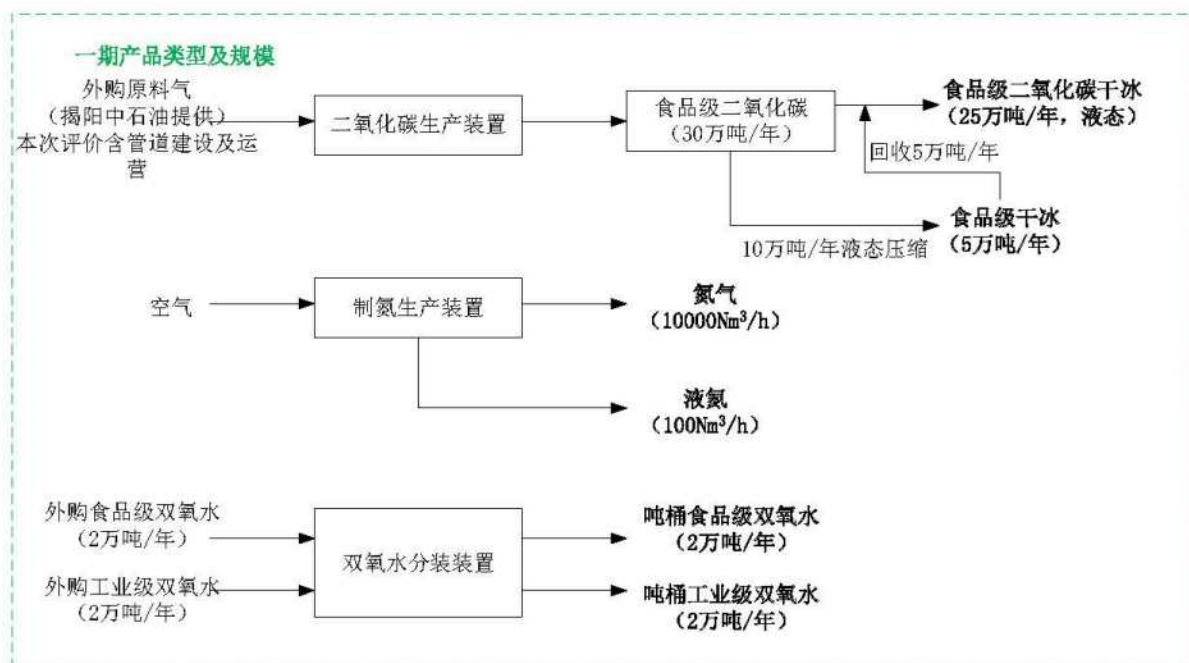 一期产品类型及规模
外购原料气
（揭阳中石油提供）
本次评价含管道建设及运
营
二氧化碳生产装置
食品级二氧化碳
（30万吨/年）
食品级二氧化碳干冰
（25万吨/年，液态）
回收5万吨/年
食品级干冰
（5万吨/年）
10万吨/年液态压缩
空气
制氮生产装置
氮气
（10000Nm³/h）
液氮
（100Nm³/h）
外购食品级双氧水
（2万吨/年）
外购工业级双氧水
（2万吨/年）
双氧水分装装置
吨桶食品级双氧水
（2万吨/年）
吨桶工业级双氧水
（2万吨/年）